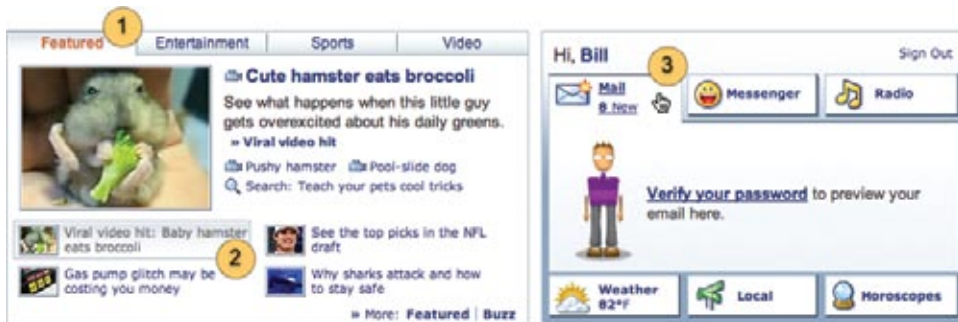 1
Featured Entertainment Sports Video
Cute hamster eats broccoli
See what happens when this little guy
gets overexcited about his daily greens.
» Viral video hit
Pushy hamster Pool-slide dog
Search: Teach your pets cool tricks
Viral video hit: Baby hamster
eats broccoli
2
See the top picks in the NFL
draft
Gas pump glitch may be
costing you money
Why sharks attack and how
to stay safe
» More: Featured | Buzz
Hi, Bill
Sign Out
3
Mail
8 New
Messenger
Radio
Verify your password to preview your
email here.
Weather
82°F
Local
Horoscopes